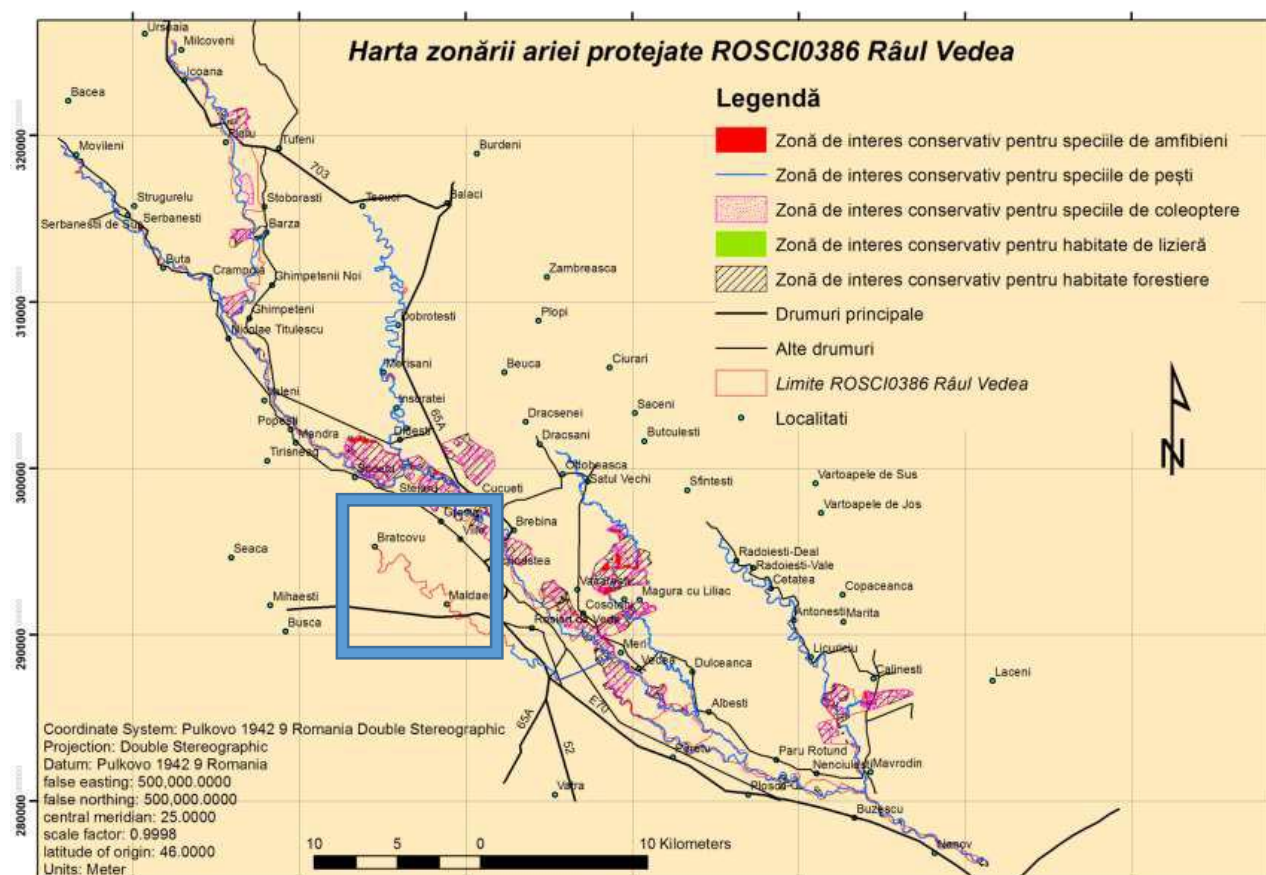 Harta zonării ariei protejate ROSCI0386 Râul Vedea
Legendă
Zonă de interes conservativ pentru speciile de amfibieni
Zonă de interes conservativ pentru speciile de pești
Zonă de interes conservativ pentru speciile de coleoptere
Zonă de interes conservativ pentru habitate de lizieră
Zonă de interes conservativ pentru habitate forestiere
Drumuri principale
Alte drumuri
Limite ROSCI0386 Râul Vedea
Localitati
N
320000
310000
300000
290000
280000
Milcoveni
Icoana
Bacea
Tufeni
Movileni
703
Burdeni
Strugurelu
Serbanesti
Stoborasti
Balaci
Barza
Buta
Crampoia
Ghimpetenii Noi
Zambreasca
Ghimpeteni
Nicolae Titulescu
Dobrotesti
Plopi
Merisani
Beuca
Ciurari
65A
Popesti
Mandra
Dracsenei
Saceni
Dracsani
Butculesti
Satul Vechi
Sfintesti
Vartoapele de Sus
Vartoapele de Jos
Cucueti
Brebina
Bratcovu
Seaca
Radoiesti-Deal
Radoiesti-Vale
Cetatea
Copaceanca
Mihaesti
Magura cu Liliac
Antonesti
Marita
Busca
Meri
Vedea
Dulceanca
Licuriciu
Calinesti
Laceni
E70
Albesti
65A
52
Paru Rotund
Mavrodin
Vatra
Buzescu
Nenov
Coordinate System: Pulkovo 1942 9 Romania Double Stereographic
Projection: Double Stereographic
Datum: Pulkovo 1942 9 Romania
false easting: 500,000.0000
false northing: 500,000.0000
central meridian: 25.0000
scale factor: 0.9998
latitude of origin: 46.0000
Units: Meter
10 5 0 10 Kilometers